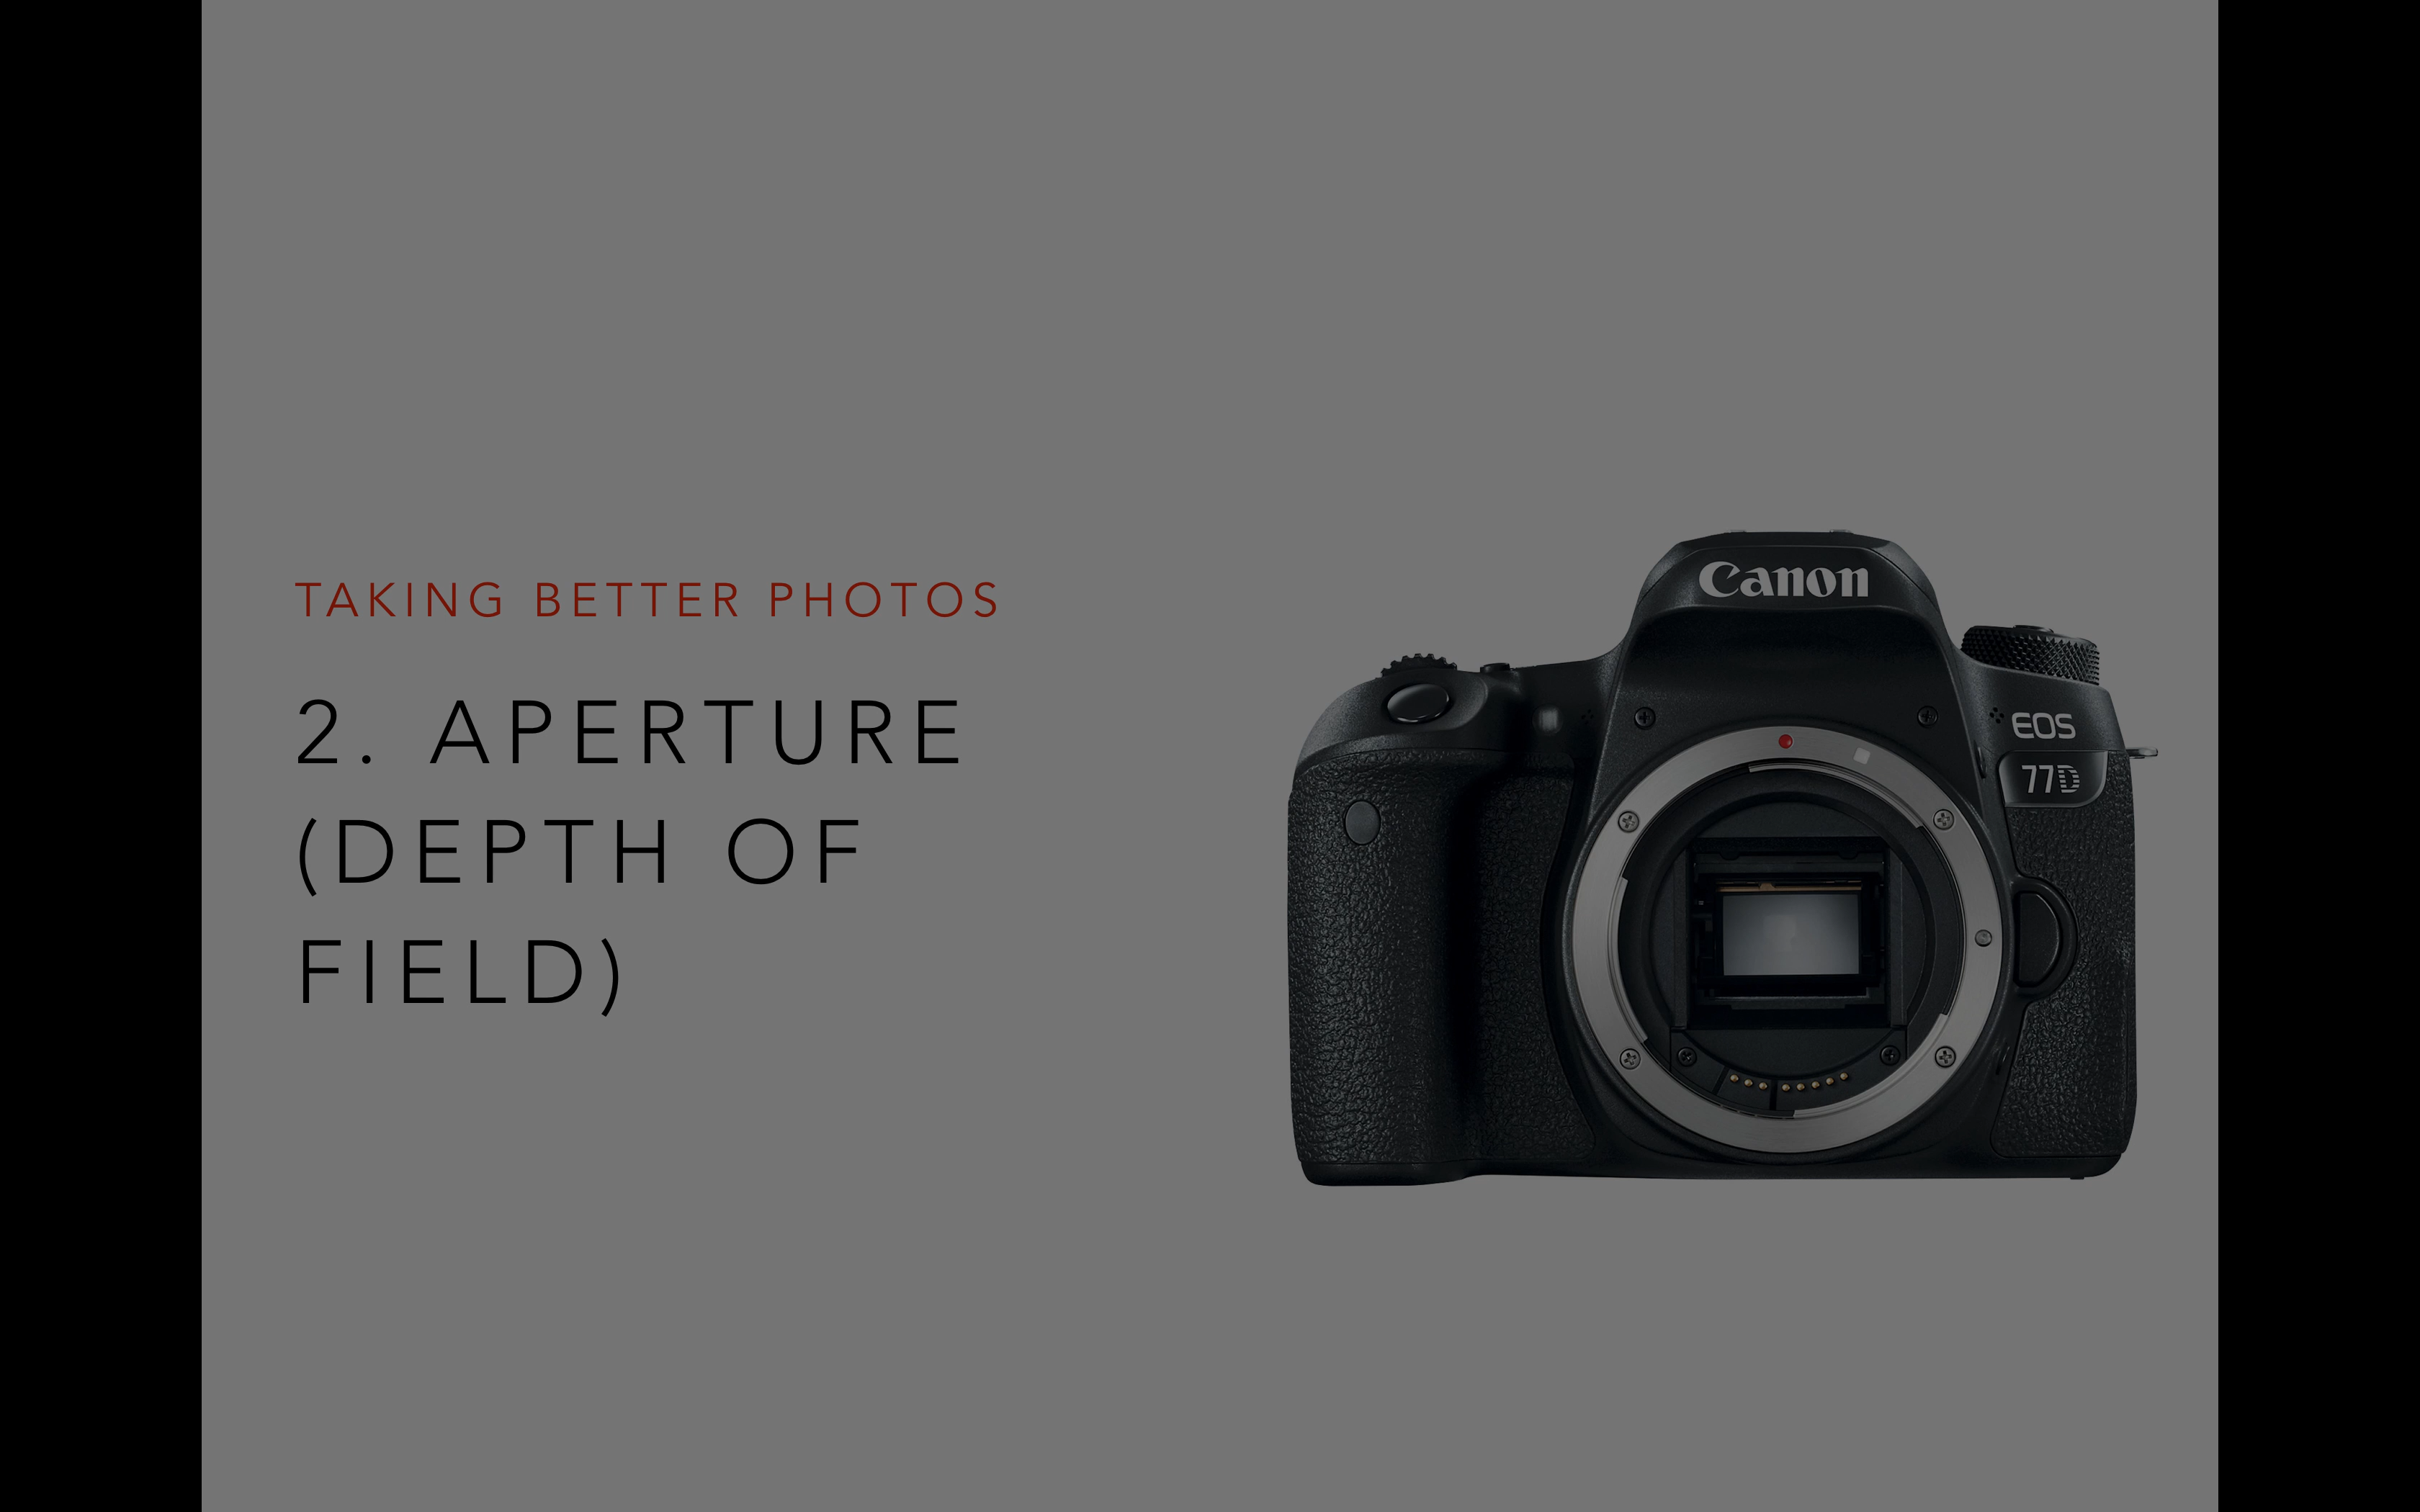 TAKING BETTER PHOTOS
2. APERTURE
(DEPTH OF
FIELD)
Canon
EOS
77D